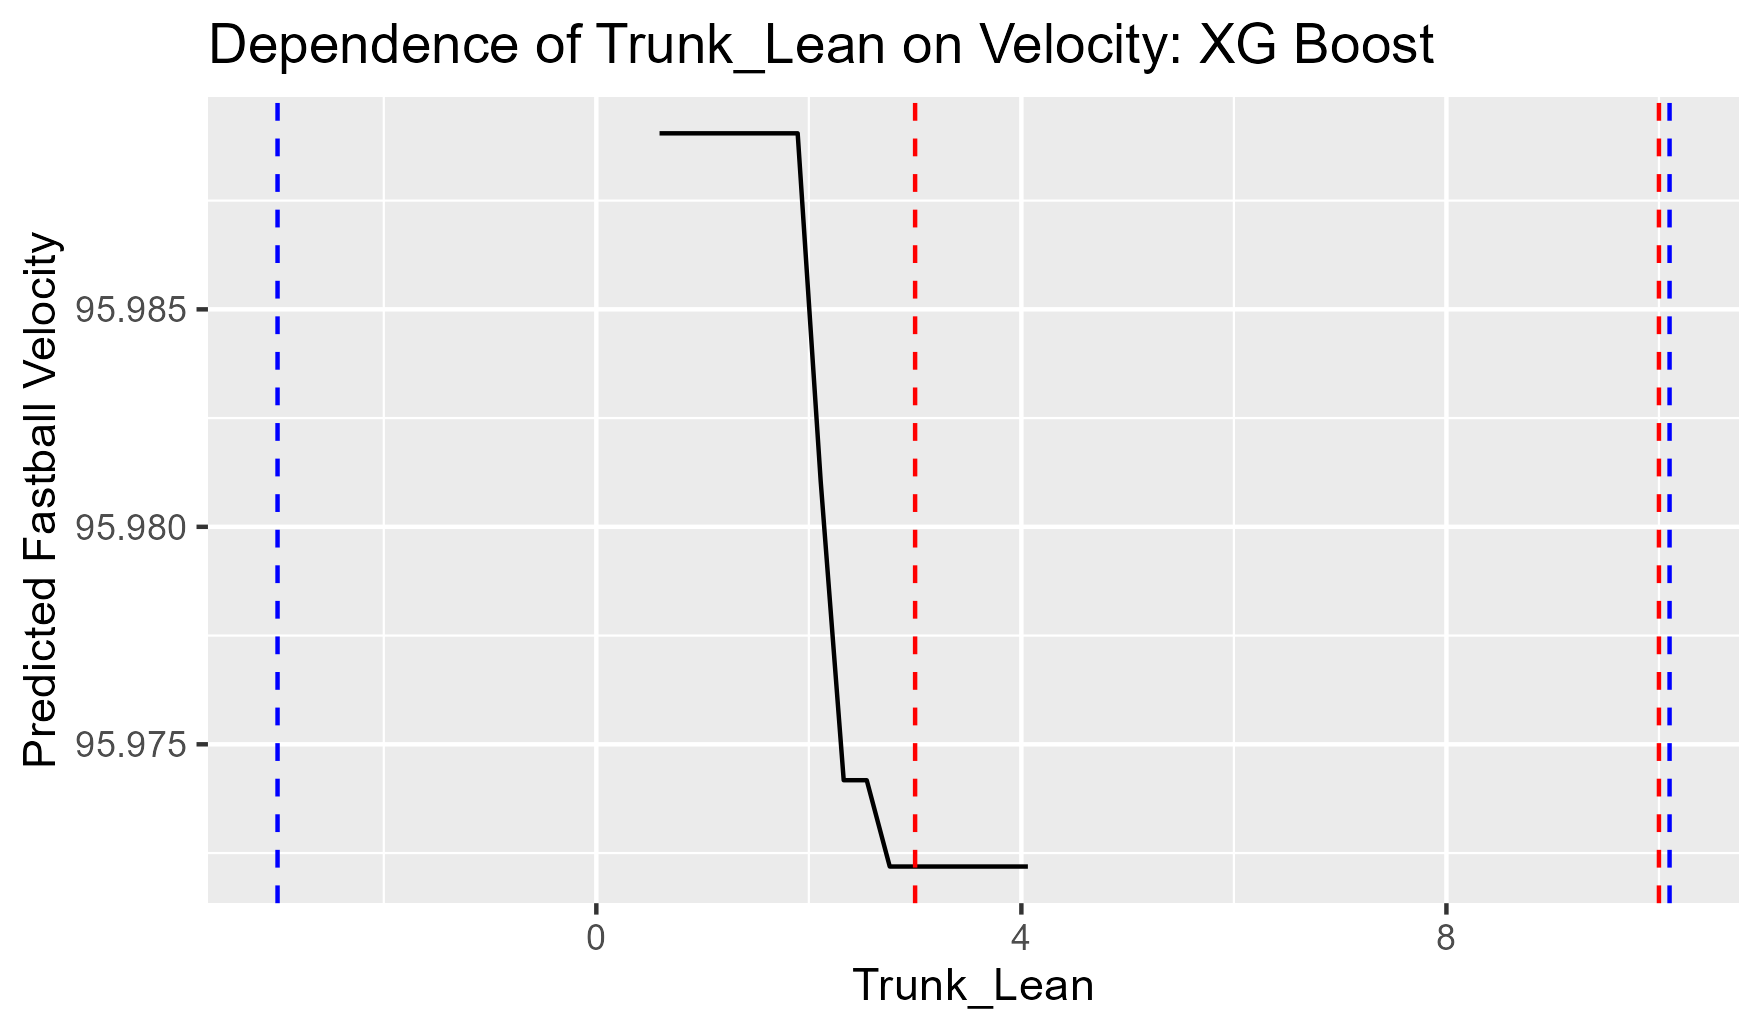 Dependence of Trunk_Lean on Velocity: XG Boost
Predicted Fastball Velocity
95.985
95.980
95.975
0 4 8
Trunk_Lean